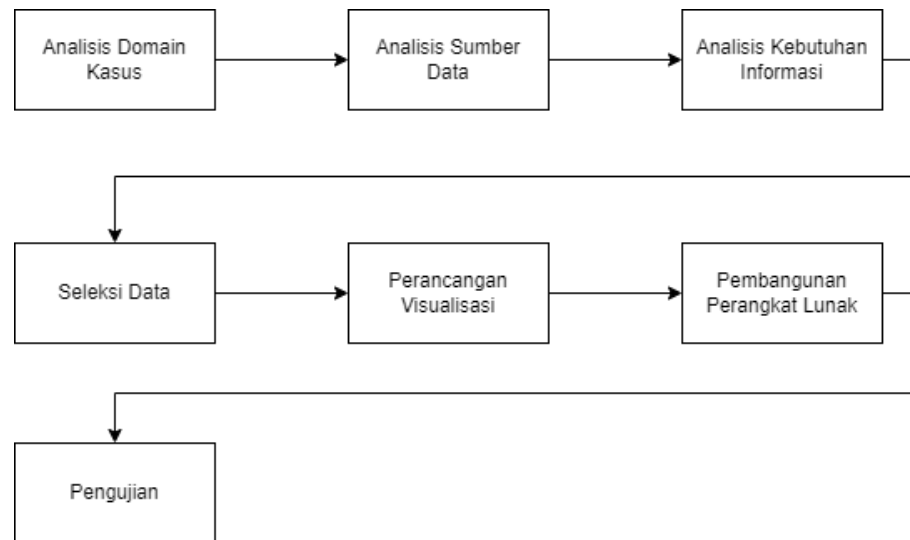 Analisis Domain
Kasus
Analisis Sumber
Data
Analisis Kebutuhan
Informasi
Seleksi Data
Perancangan
Visualisasi
Pembangunan
Perangkat Lunak
Pengujian